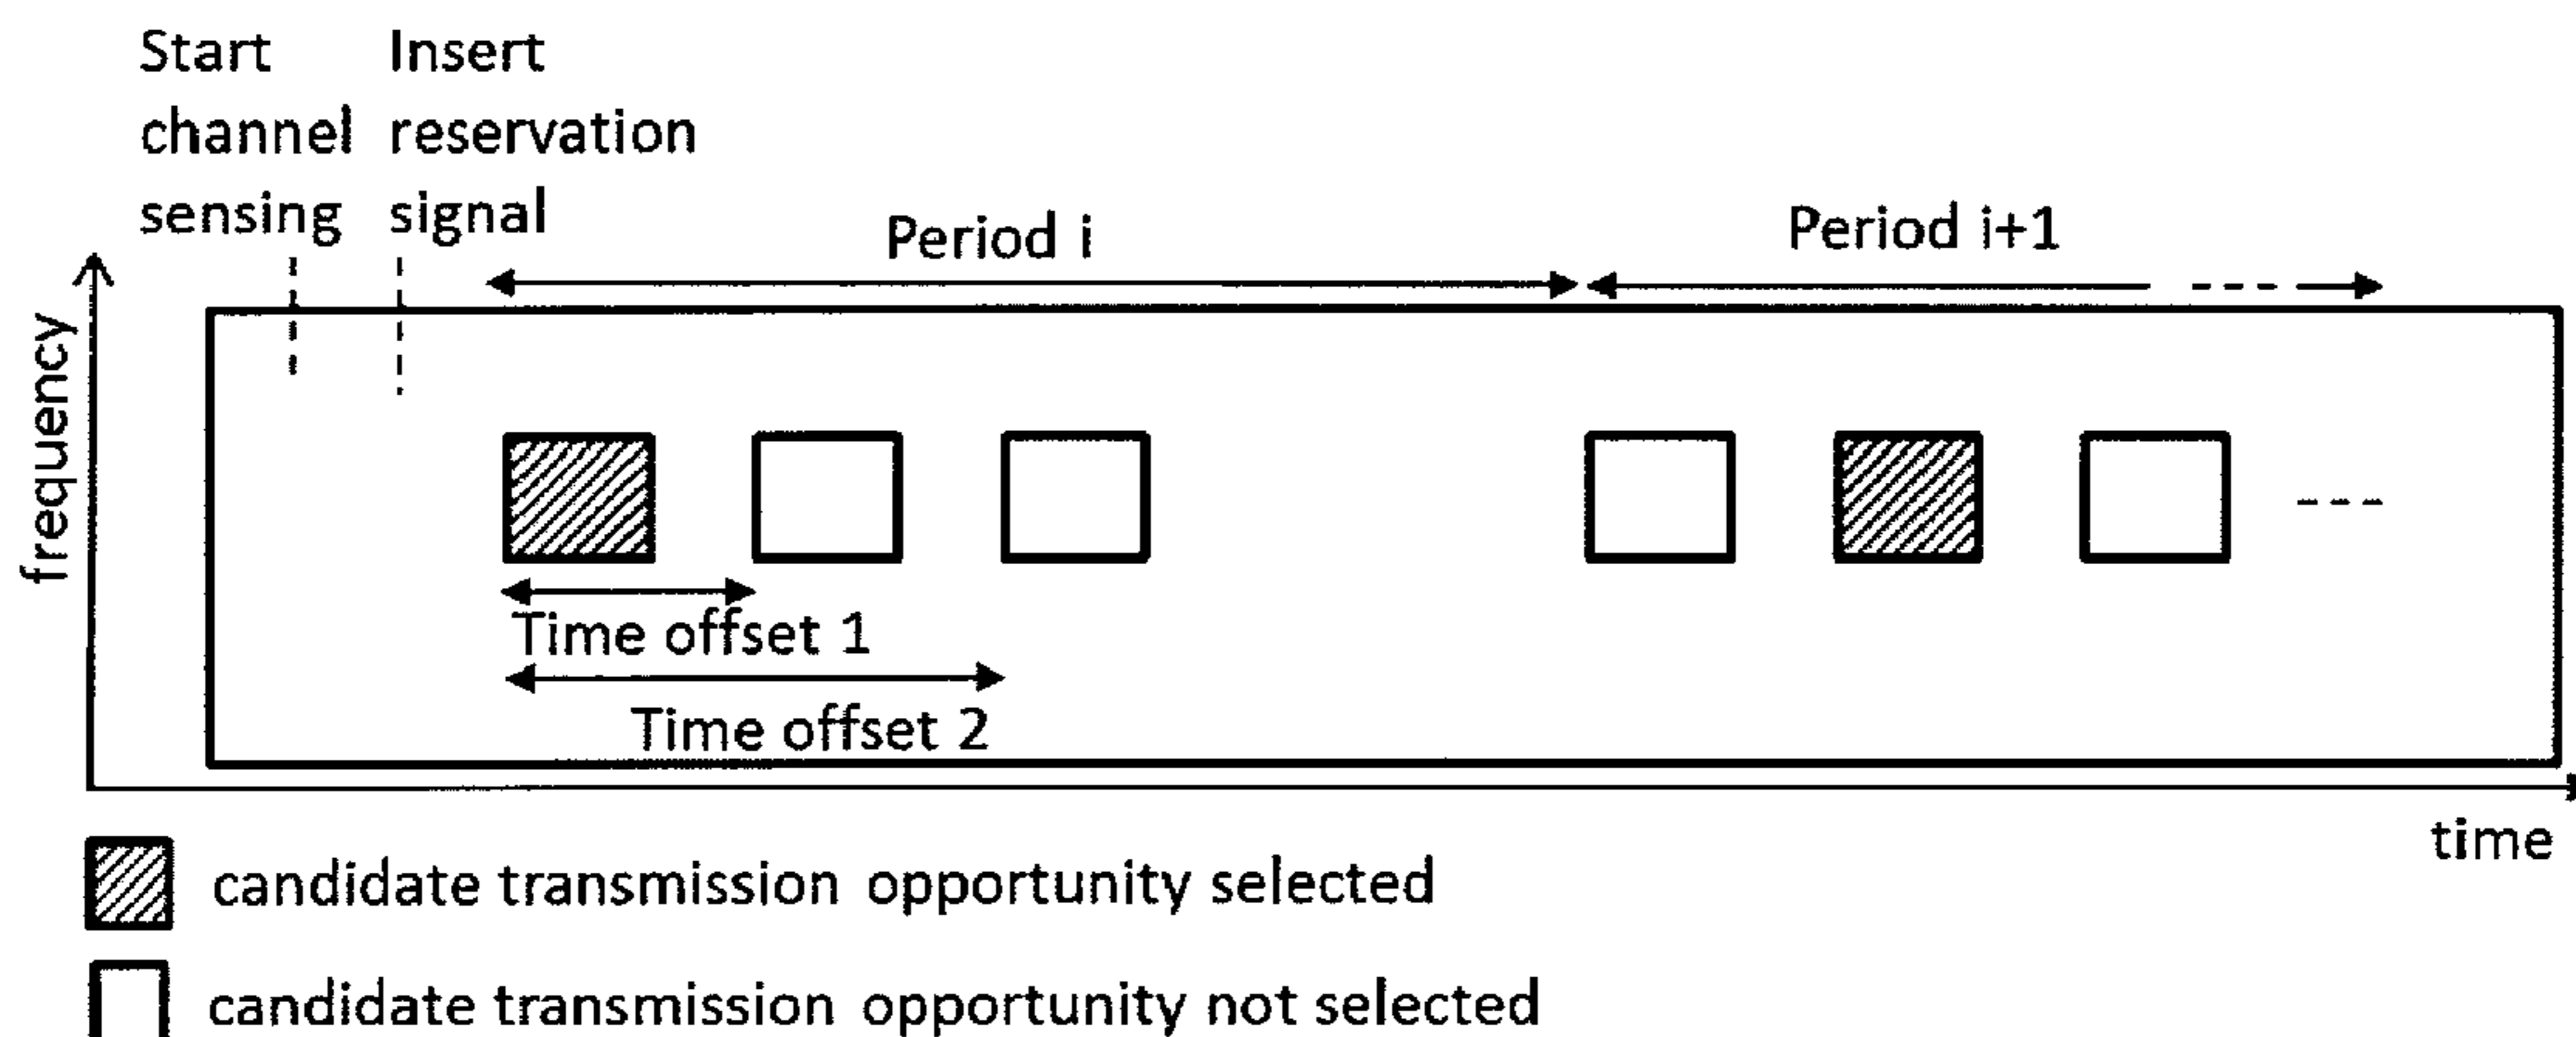 Start
channel
sensing
Insert
reservation
signal
Period i
Period i+1
frequency
Time offset 1
Time offset 2
time
candidate transmission opportunity selected
candidate transmission opportunity not selected